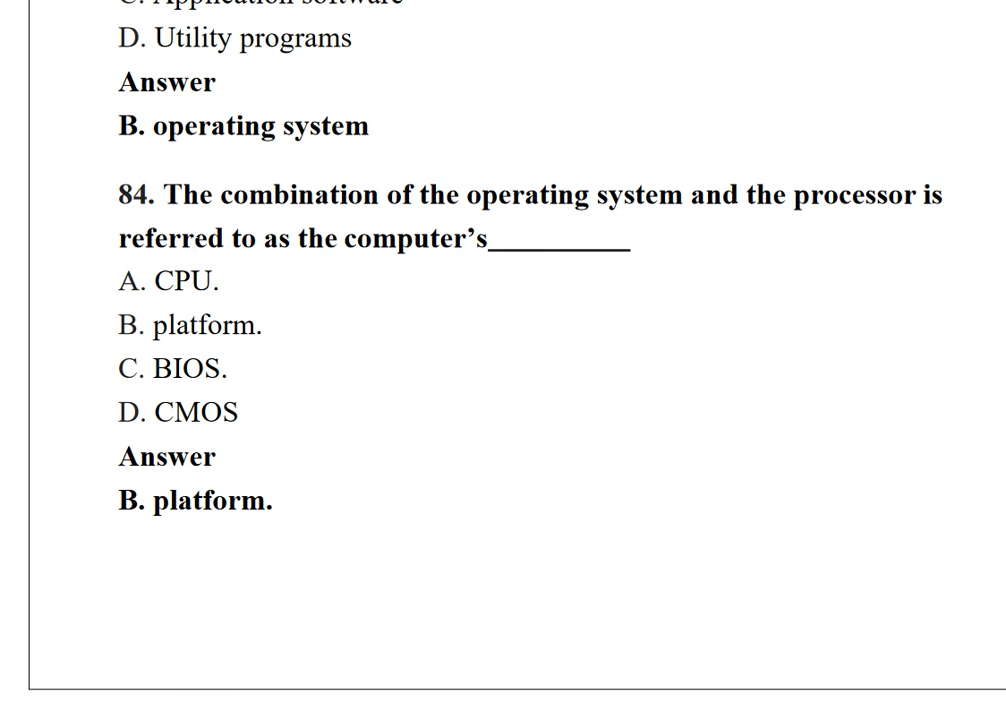 D. Utility programs
Answer
B. operating system
84. The combination of the operating system and the processor is
referred to as the computer’s__________
A. CPU.
B. platform.
C. BIOS.
D. CMOS
Answer
B. platform.